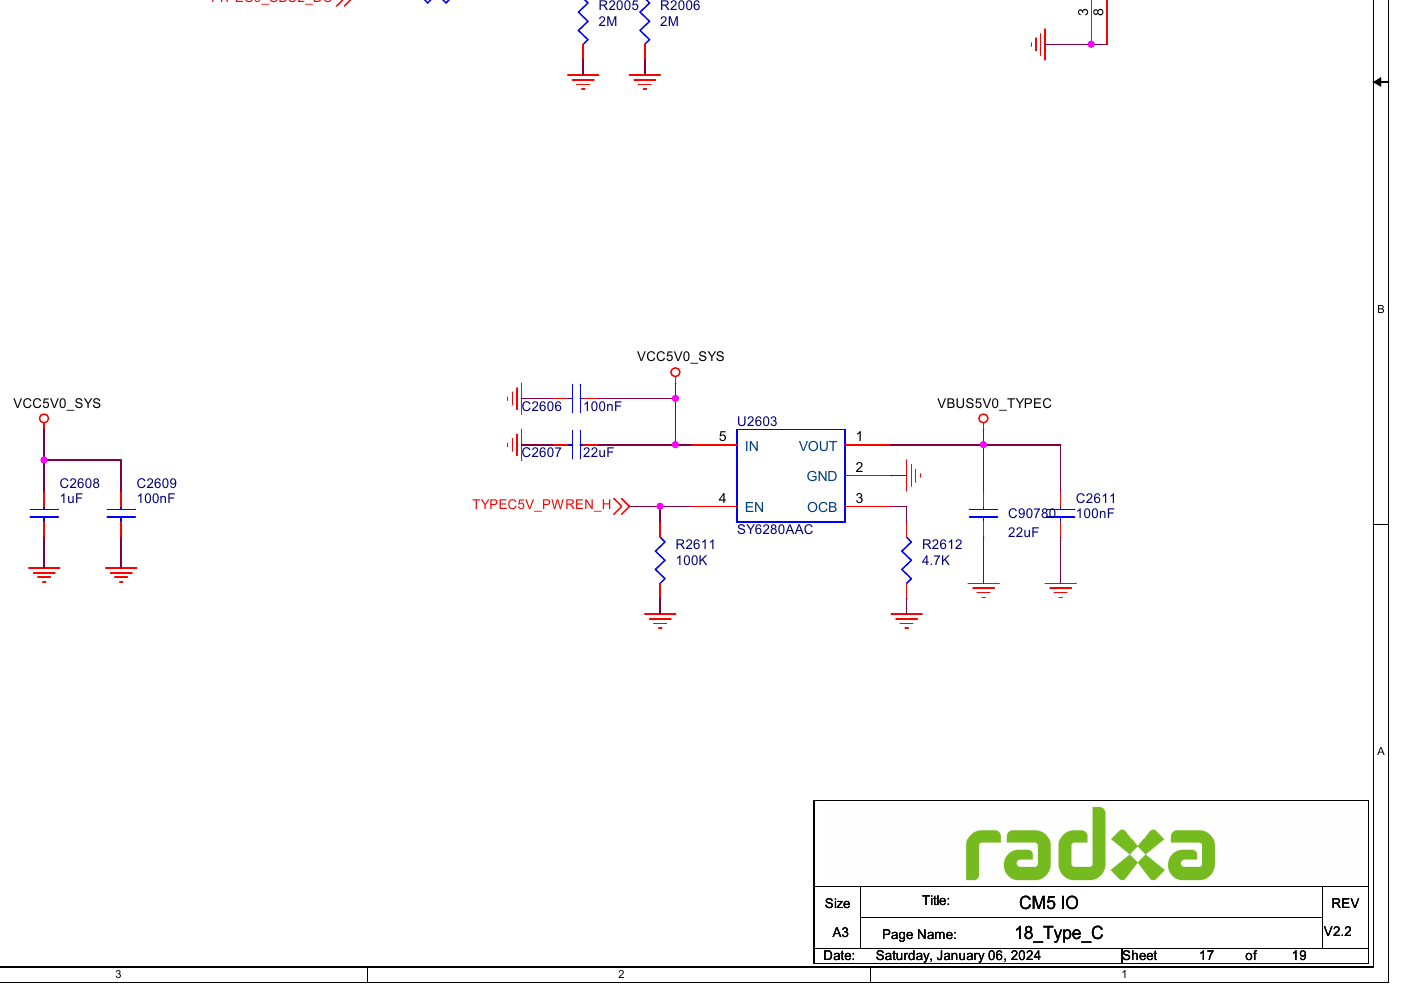 R2005
2M
R2006
2M
3
8
B
VCC5V0_SYS
C2606
100nF
C2607
22uF
VCC5V0_SYS
C2608
1uF
C2609
100nF
TYPEC5V_PWREN_H
R2611
100K
U2603
5
IN
4
EN
VOUT
1
GND
2
OCB
3
SY6280AAC
R2612
4.7K
VBUS5V0_TYPEC
C90780
22uF
C2611
100nF
A
radxa
Size
A3
Title:
CM5 IO
REV
V2.2
Page Name:
18_Type_C
Date:
Saturday, January 06, 2024
Sheet
17
of
19
3
2
1